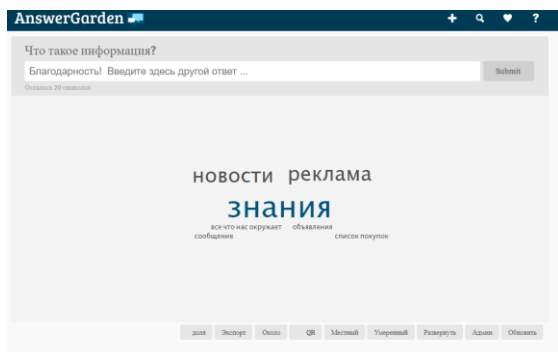 AnswerGarden
Что такое информация?
Благодарность! Введите здесь другой ответ ...
Submit
Осталось 20 символов
новости реклама
знания
все что нас окружает объявления
сообщение список покупок
доля Экспорт Около QR Местный Умеренный Развернуть Админ Обновить